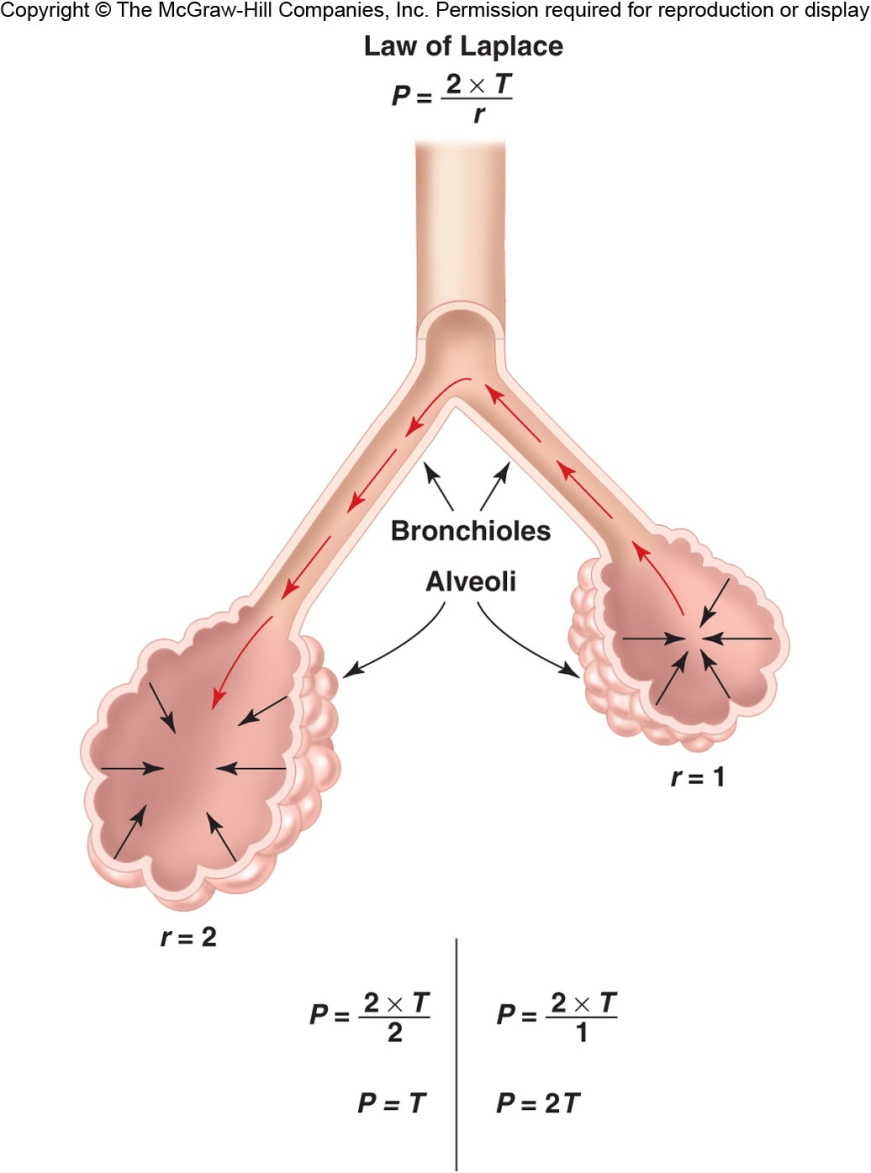 Copyright © The McGraw-Hill Companies, Inc. Permission required for reproduction or display
Law of Laplace
P = 2 × T / r
Bronchioles
Alveoli
r = 1
r = 2
P = 2 × T / 2
P = T
P = 2 × T / 1
P = 2T